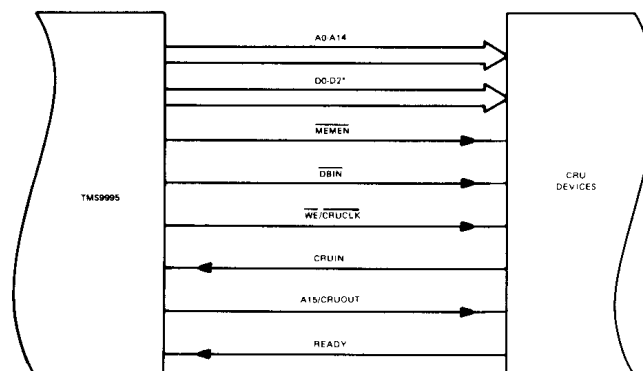 A0-A14
D0-D2*
MEMEN
DBIN
TMS9995
CRU
DEVICES
WE/CRUCLK
CRUIN
A15/CRUOUT
READY